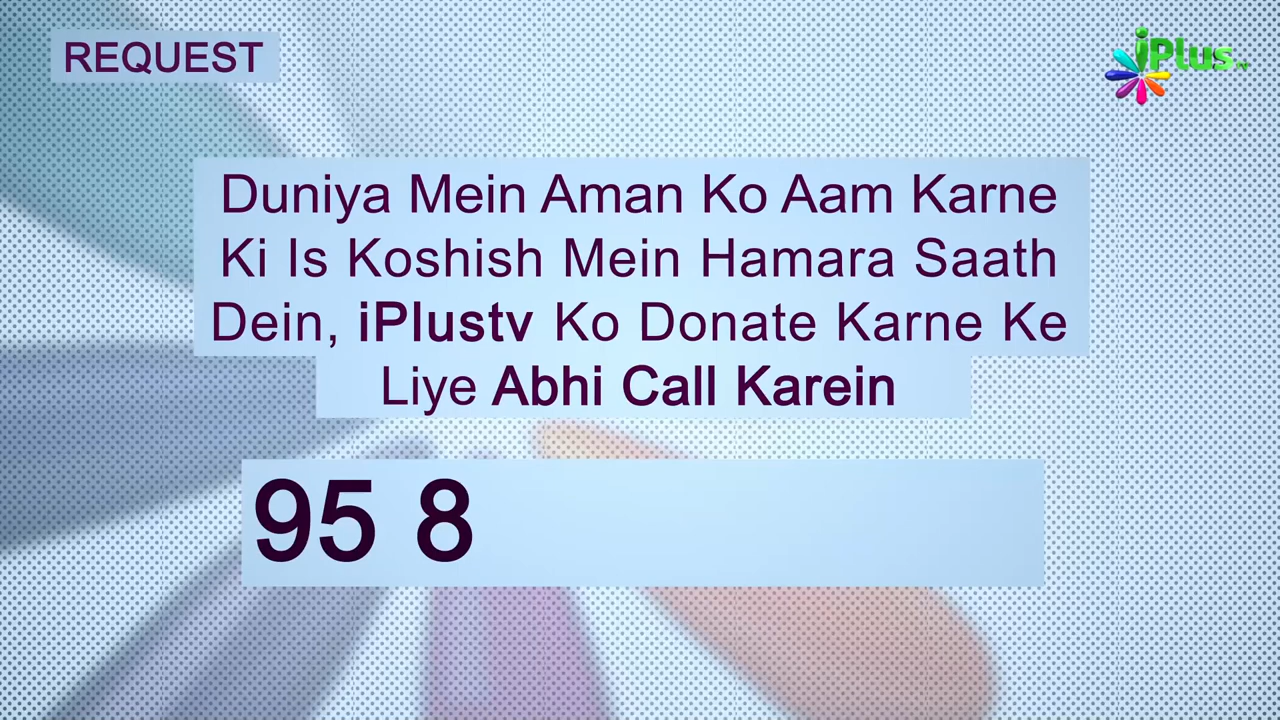 REQUEST
iPlus tv
Duniya Mein Aman Ko Aam Karne
Ki Is Koshish Mein Hamara Saath
Dein, iPlustv Ko Donate Karne Ke
Liye Abhi Call Karein
95 8